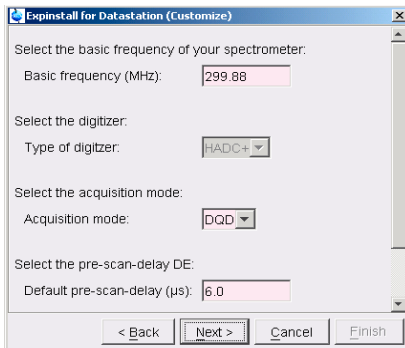 Expinstall for Datastation (Customize)
Select the basic frequency of your spectrometer:
Basic frequency (MHz): 299.88
Select the digitizer:
Type of digitzer: HADC+
Select the acquisition mode:
Acquisition mode: DQD
Select the pre-scan-delay DE:
Default pre-scan-delay (µs): 6.0
< Back Next > Cancel Finish